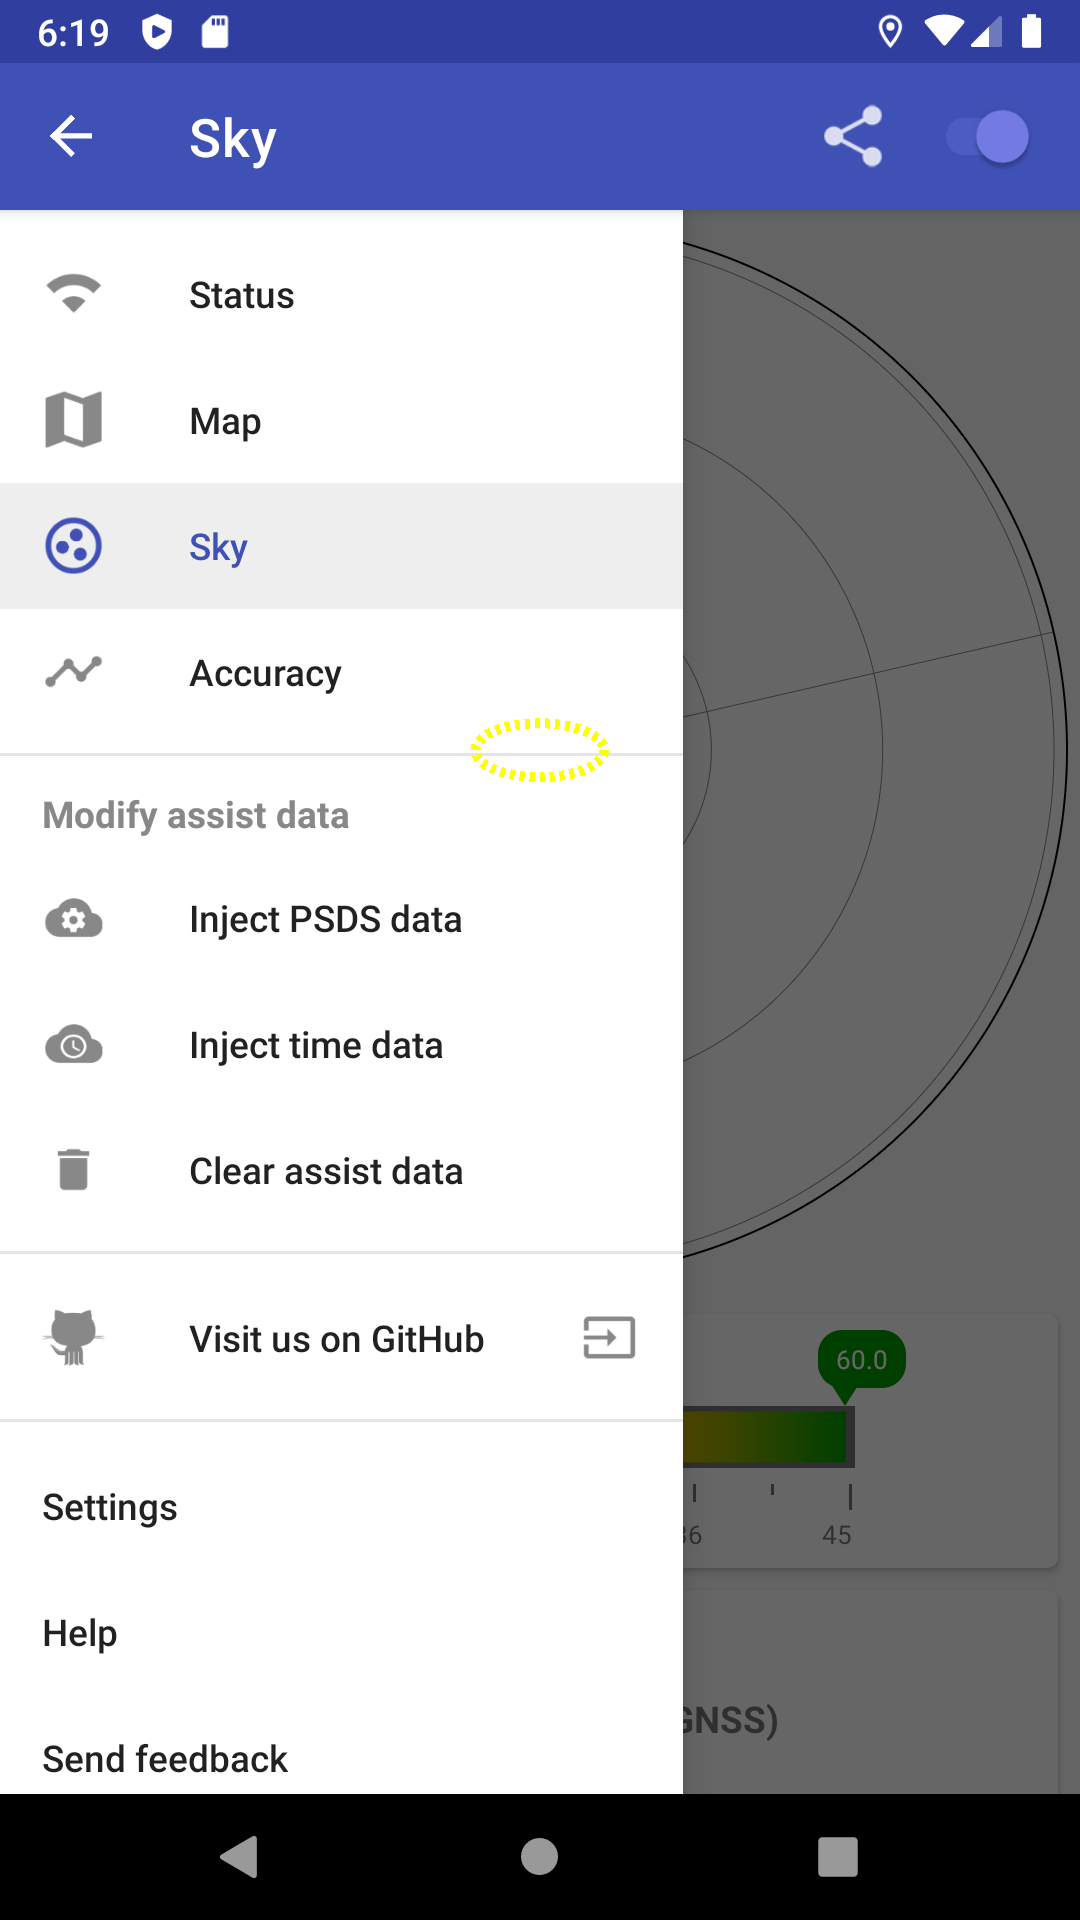 6:19
Sky
Status
Map
Sky
Accuracy
Modify assist data
Inject PSDS data
Inject time data
Clear assist data
Visit us on GitHub
60.0
36 45
GNSS)
Settings
Help
Send feedback